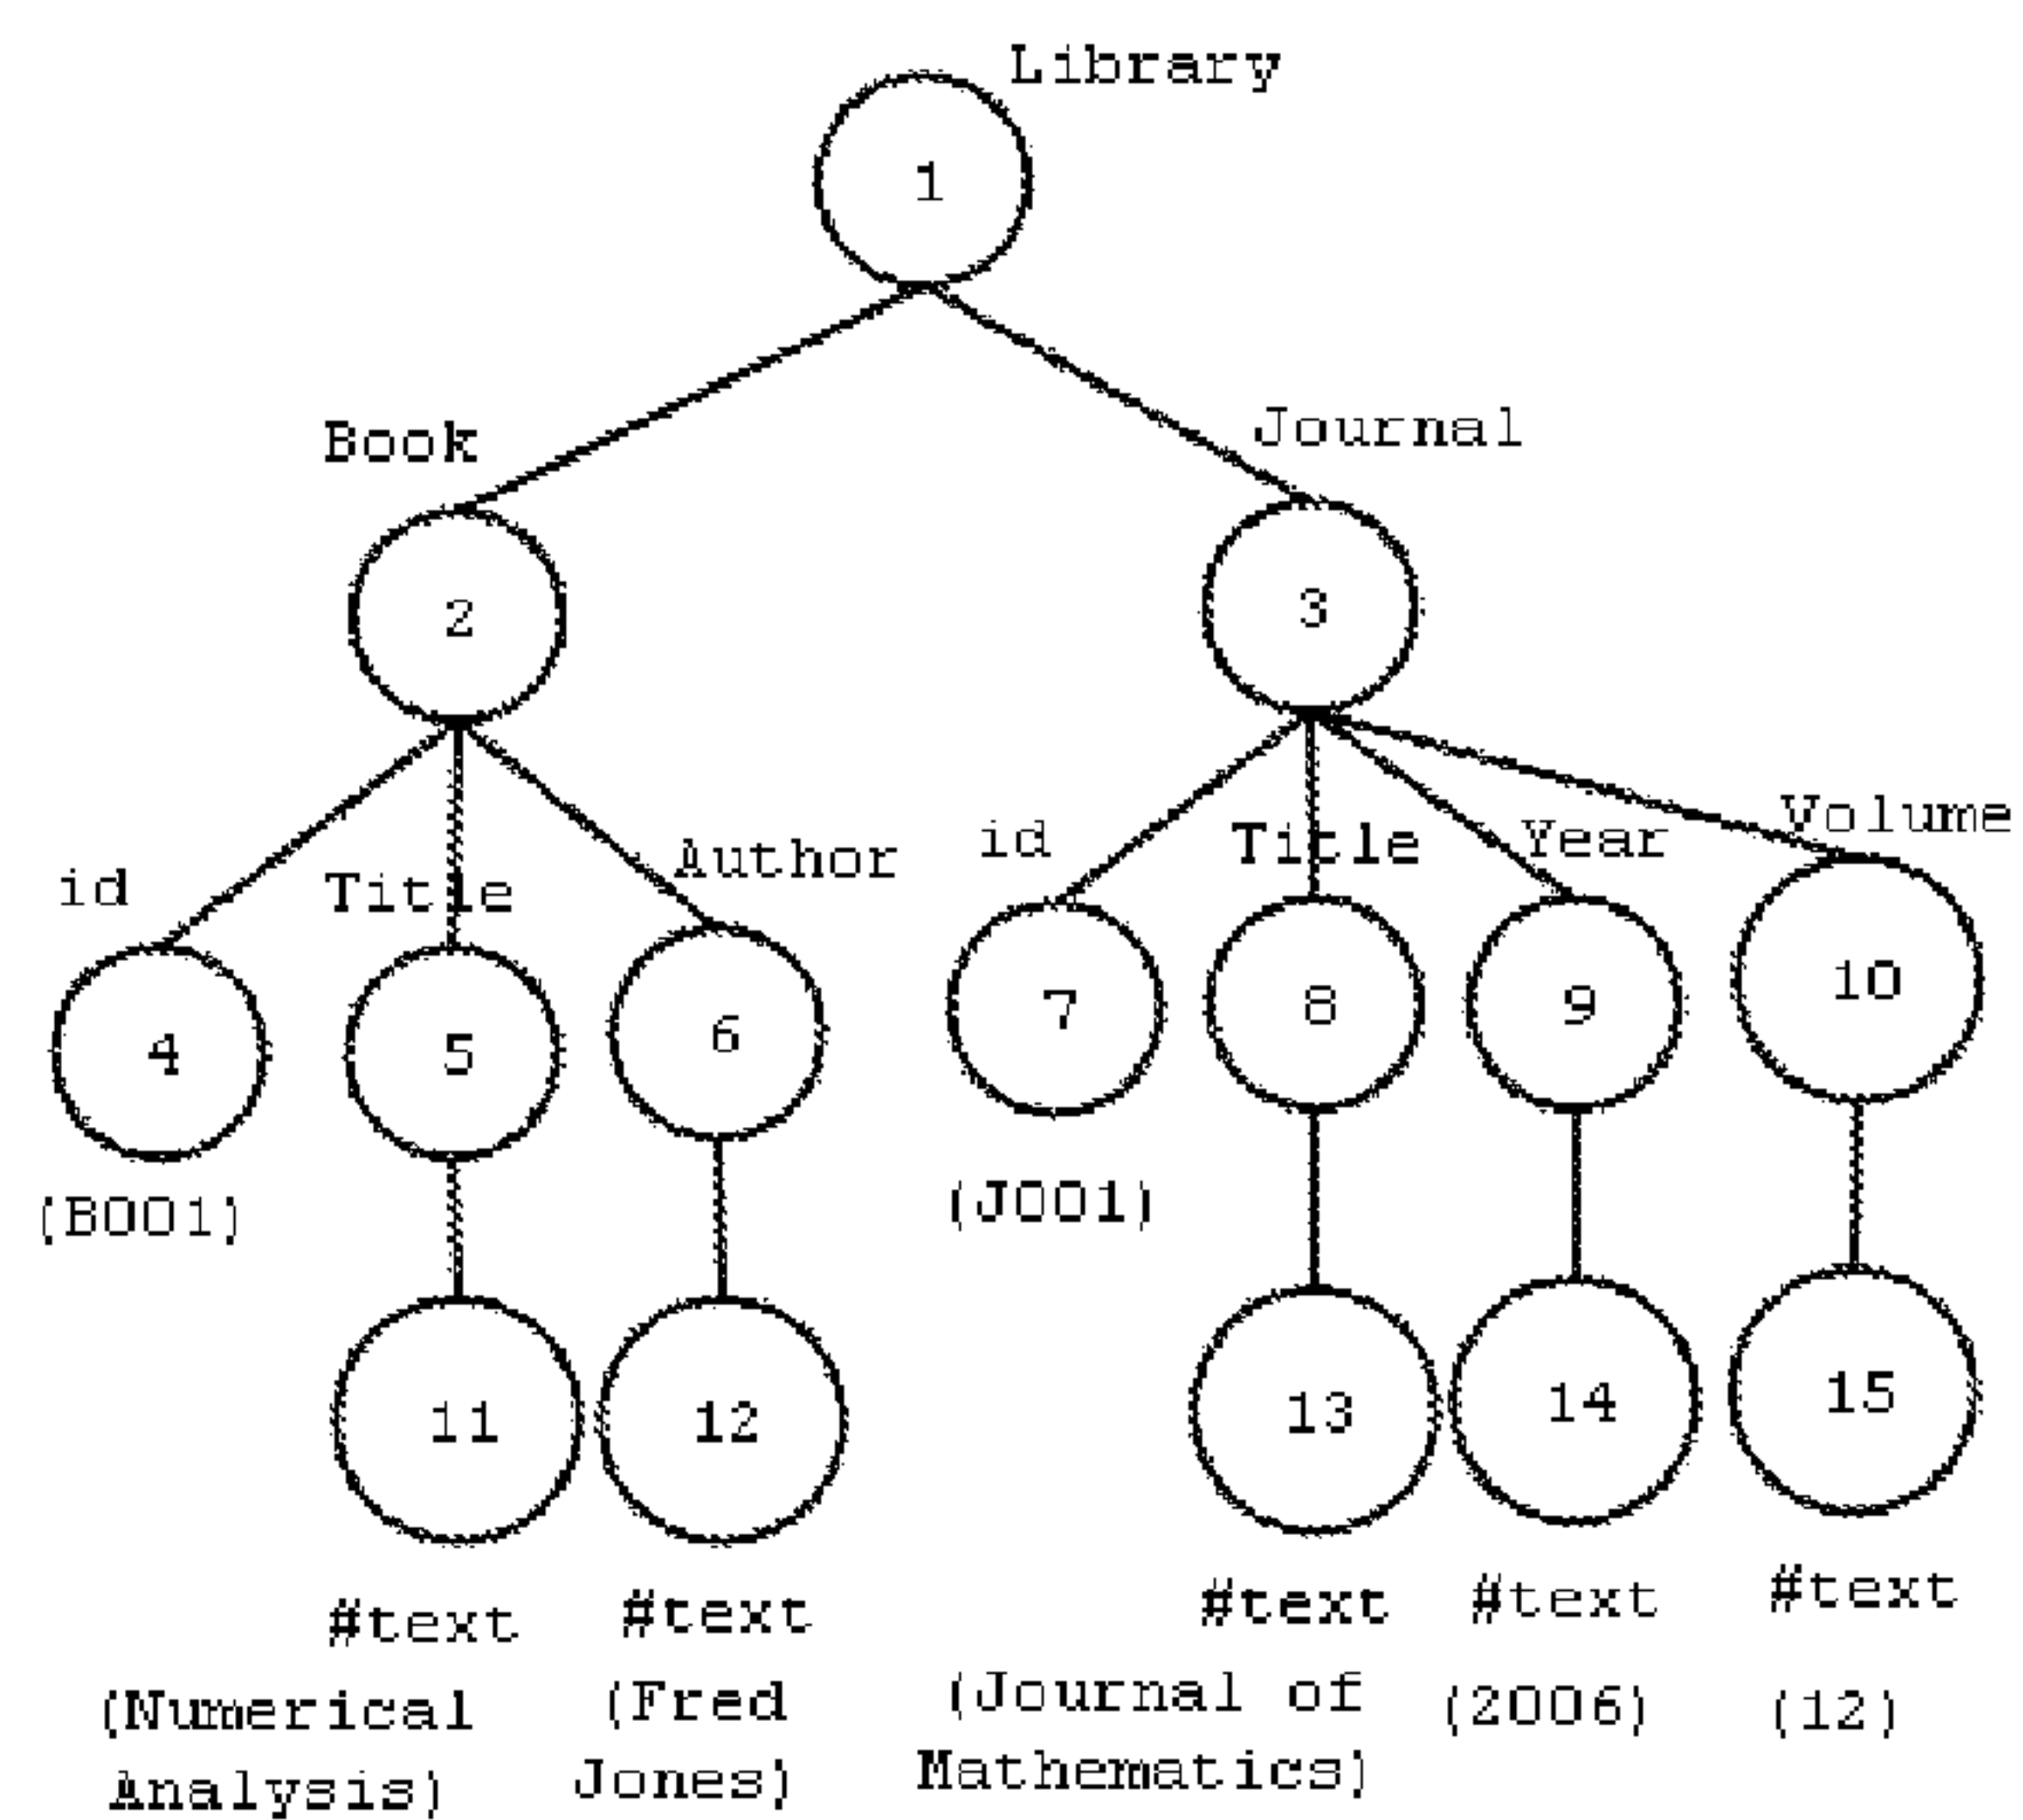 Library
1
Book
Journal
2
3
id
Title
Author
id
Title
Year
Volume
4
5
6
7
8
9
10
(B001)
(J001)
11
12
13
14
15
#text
#text
#text
#text
#text
(Numerical
Analysis)
(Fred
Jones)
(Journal of
Mathematics)
(2006)
(12)